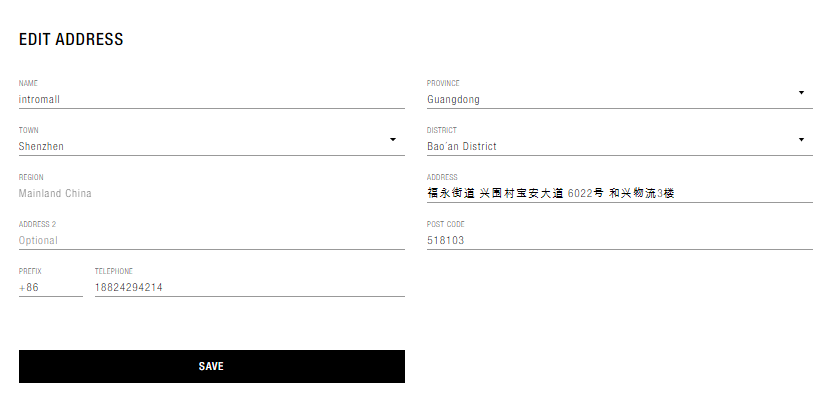 EDIT ADDRESS
NAME
intromall
PROVINCE
Guangdong
TOWN
Shenzhen
DISTRICT
Bao'an District
REGION
Mainland China
ADDRESS
福永街道 兴围村宝安大道 6022号 和兴物流3楼
ADDRESS 2
Optional
POST CODE
518103
PREFIX
+86
TELEPHONE
18824294214
SAVE